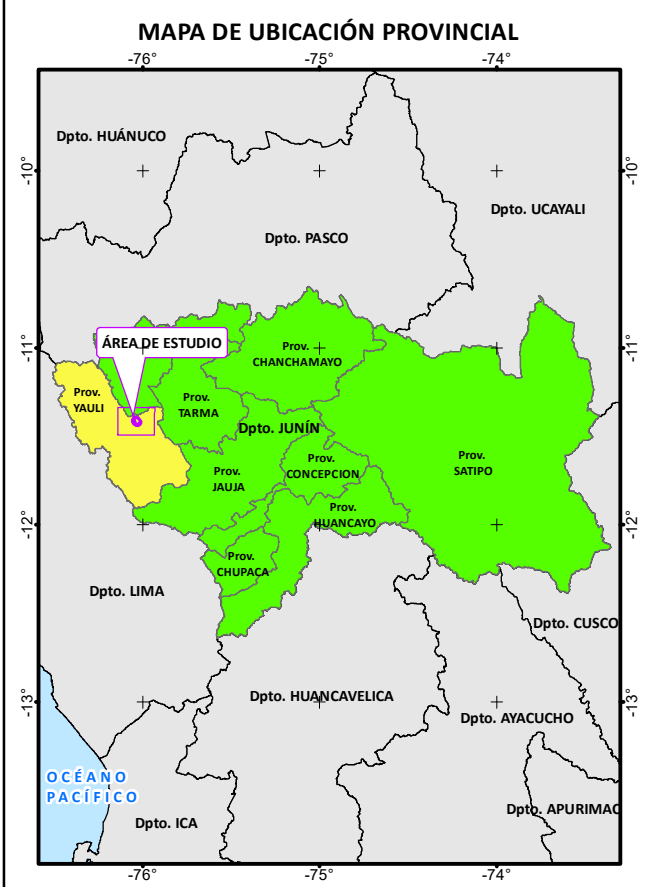 MAPA DE UBICACIÓN PROVINCIAL
-76° -75° -74°
Dpto. HUÁNUCO
-10° -10°
Dpto. UCAYALI
Dpto. PASCO
ÁREA DE ESTUDIO
-11° -11°
Prov.
CHANCHAMAYO
Prov.
YAULI
Prov.
TARMA
Dpto. JUNÍN
Prov.
CONCEPCION
Prov.
SATIPO
Prov.
JAUJA
Prov.
HUANCAYO
-12° -12°
Prov.
CHUPACA
Dpto. LIMA
Dpto. CUSCO
-13° -13°
Dpto. HUANCAVELICA
Dpto. AYACUCHO
OCÉANO
PACÍFICO
Dpto. ICA
Dpto. APURIMAC
-76° -75° -74°